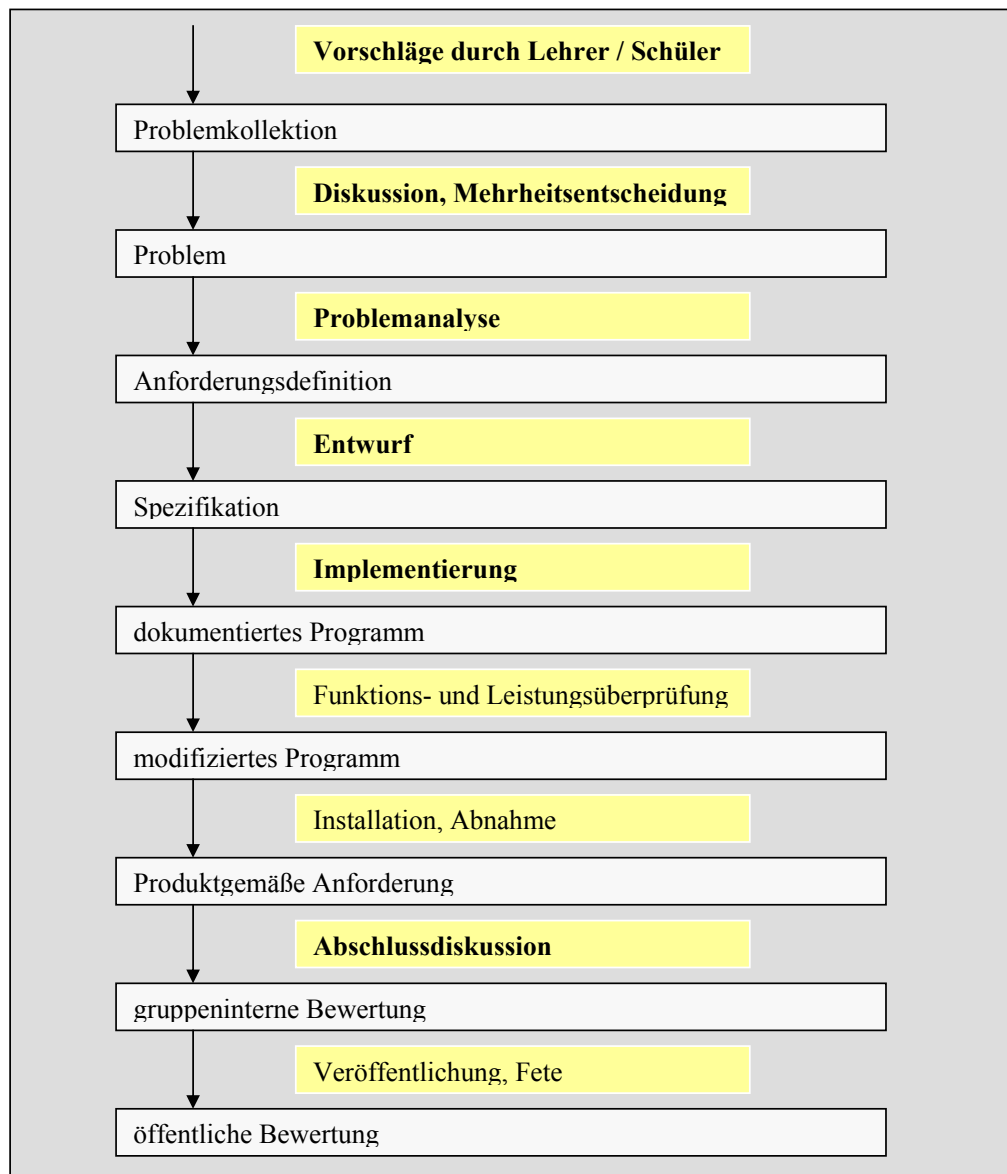 Vorschläge durch Lehrer / Schüler
Problemkollektion
Diskussion, Mehrheitsentscheidung
Problem
Problemanalyse
Anforderungsdefinition
Entwurf
Spezifikation
Implementierung
dokumentiertes Programm
Funktions- und Leistungsüberprüfung
modifiziertes Programm
Installation, Abnahme
Produktgemäße Anforderung
Abschlussdiskussion
gruppeninterne Bewertung
Veröffentlichung, Fete
öffentliche Bewertung